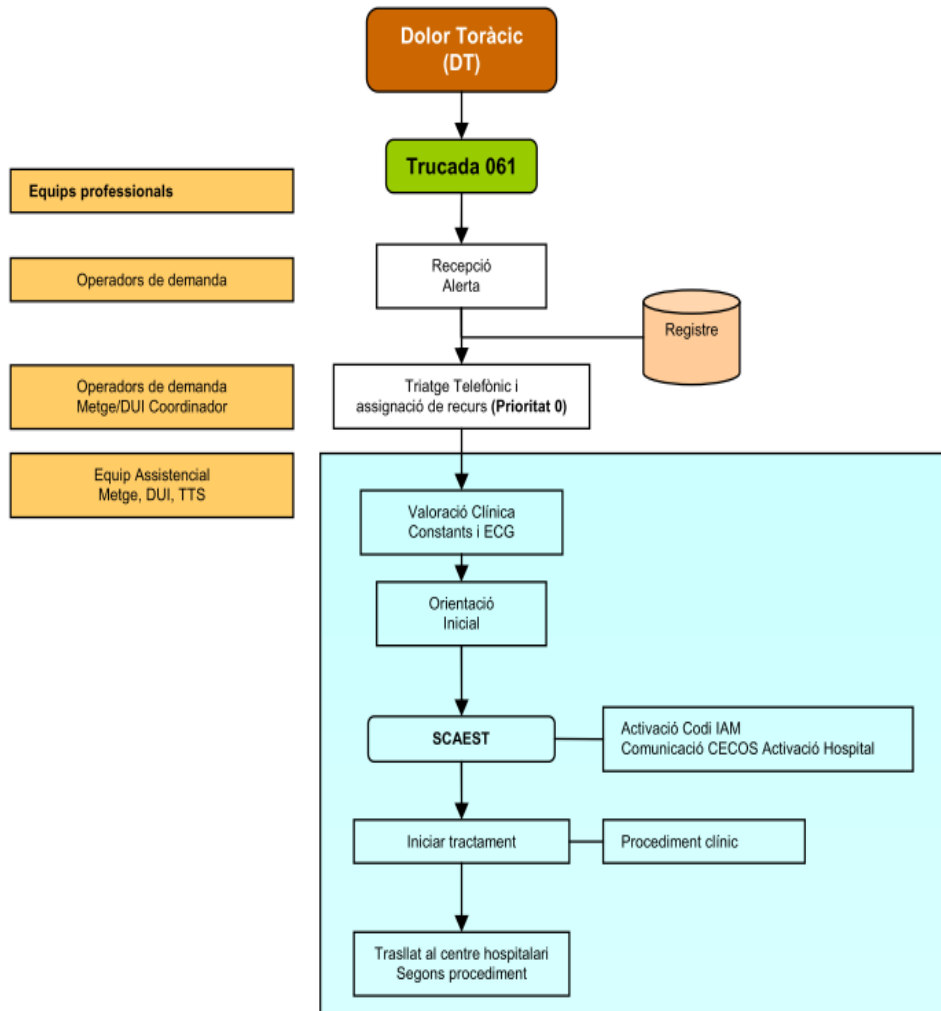 Dolor Toràcic
(DT)
Trucada 061
Equips professionals
Operadors de demanda
Recepció
Alerta
Registre
Operadors de demanda
Metge/DUI Coordinador
Triatge Telefònic i
assignació de recurs (Prioritat 0)
Equip Assistencial
Metge, DUI, TTS
Valoració Clínica
Constants i ECG
Orientació
Inicial
SCAEST
Activació Codi IAM
Comunicació CECOS Activació Hospital
Iniciar tractament
Procediment clínic
Trasllat al centre hospitalari
Segons procediment